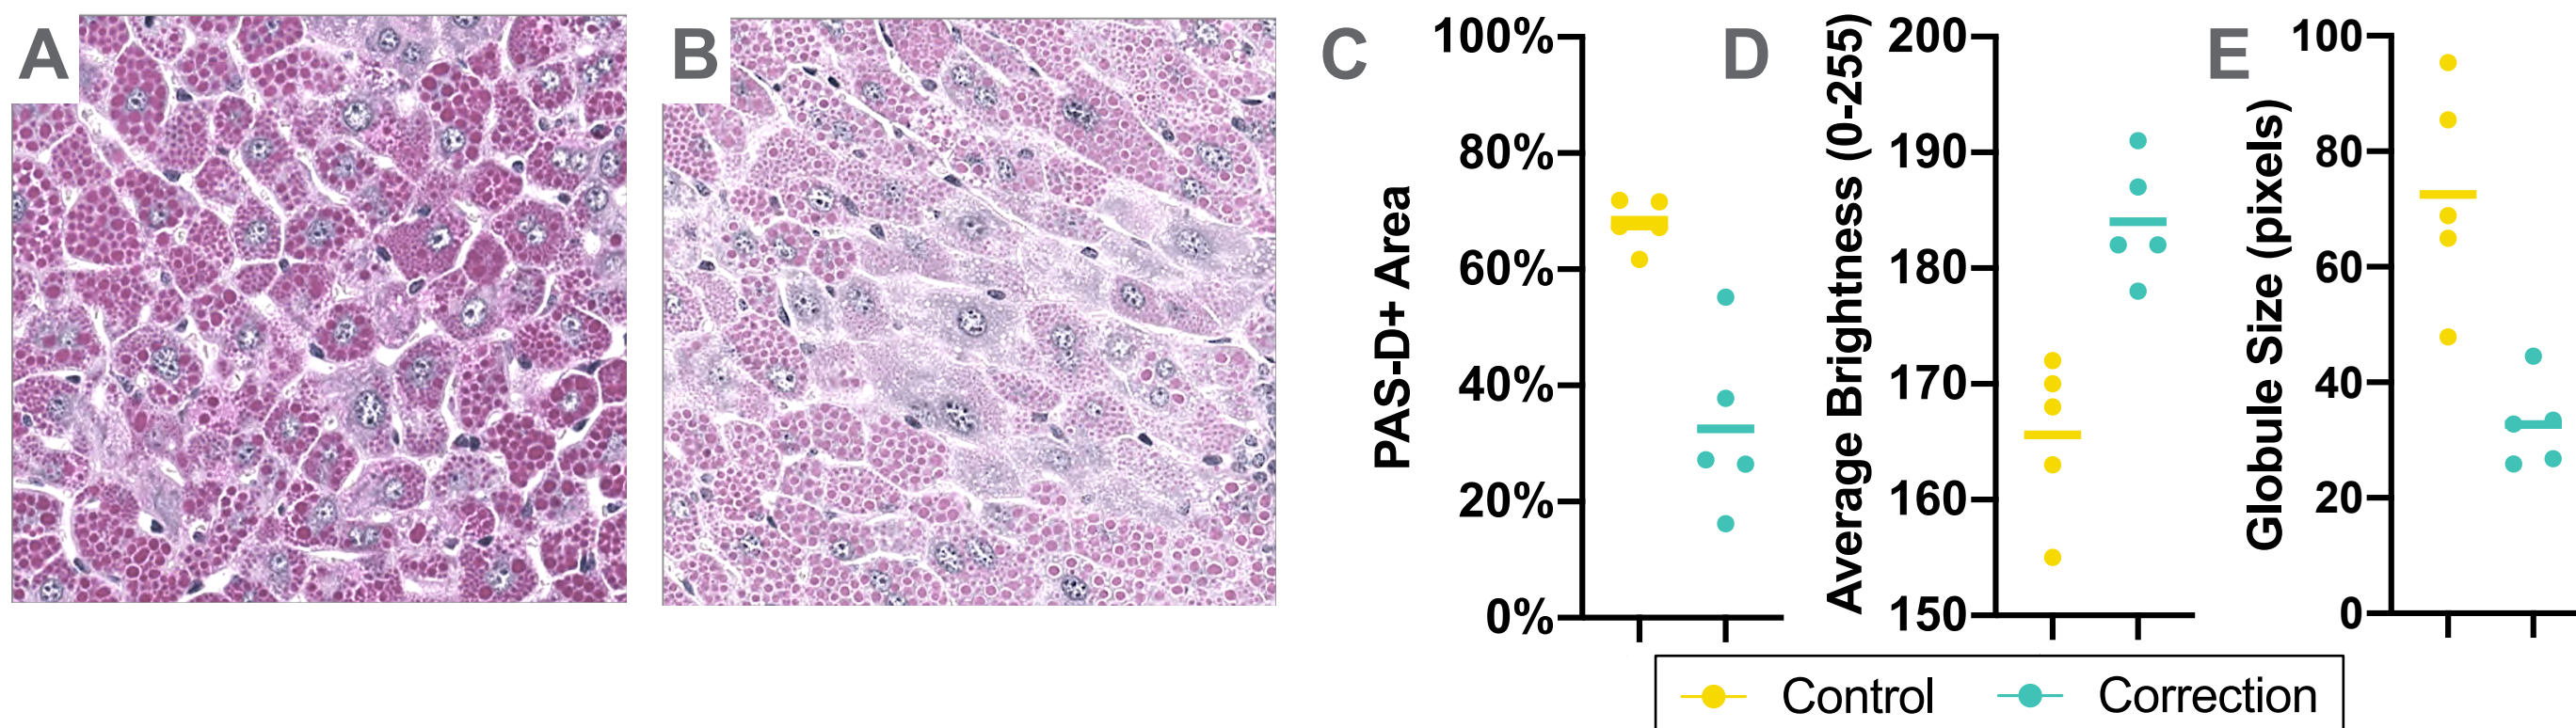 A
B
C
PAS-D+ Area
100%
80%
60%
40%
20%
0%
D
Average Brightness (0-255)
200
190
180
170
160
150
E
Globule Size (pixels)
100
80
60
40
20
0
Control
Correction